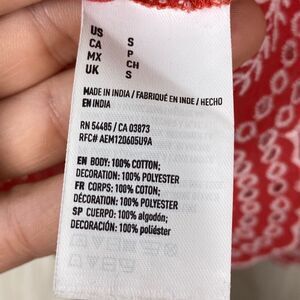 US S
CA P
MX CH
UK S
MADE IN INDIA / FABRIQUÉ EN INDE / HECHO
EN INDIA
RN 54485 / CA 03873
RFC# AEM120605U9A
EN BODY: 100% COTTON;
DECORATION: 100% POLYESTER
FR CORPS: 100% COTON;
DÉCORATION: 100% POLYESTER
SP CUERPO: 100% algodón;
DECORACIÓN: 100% poliéster